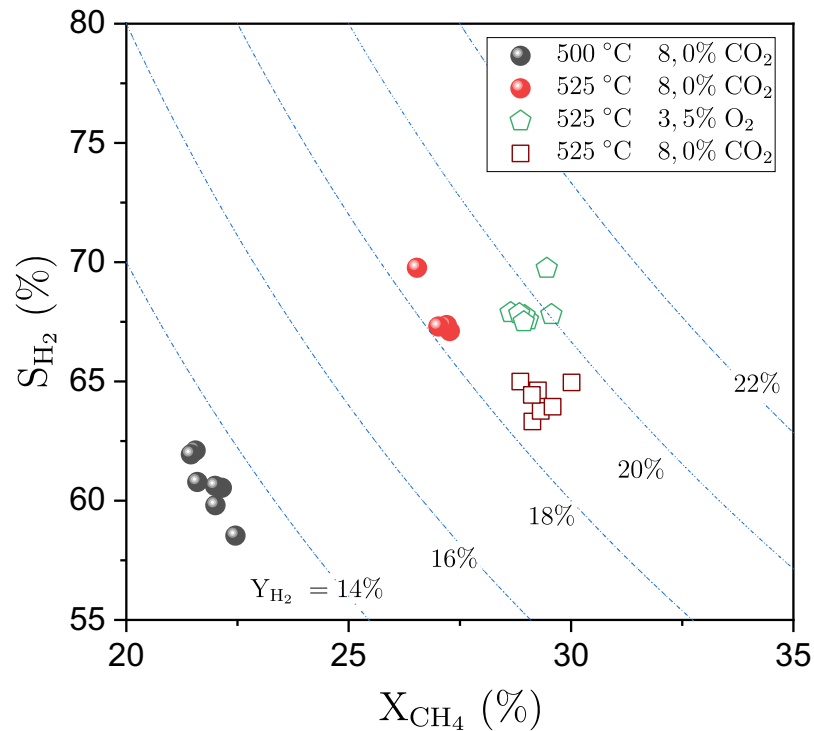 80
75
70
65
60
55
S_H₂ (%)
500 °C 8,0% CO₂
525 °C 8,0% CO₂
525 °C 3,5% O₂
525 °C 8,0% CO₂
22%
20%
18%
16%
Y_H₂ = 14%
20 25 30 35
X_CH₄ (%)